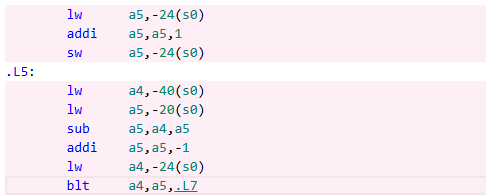 lw a5,-24(s0)
addi a5,a5,1
sw a5,-24(s0)
.L5:
lw a4,-40(s0)
lw a5,-20(s0)
sub a5,a4,a5
addi a5,a5,-1
lw a4,-24(s0)
blt a4,a5,.L7